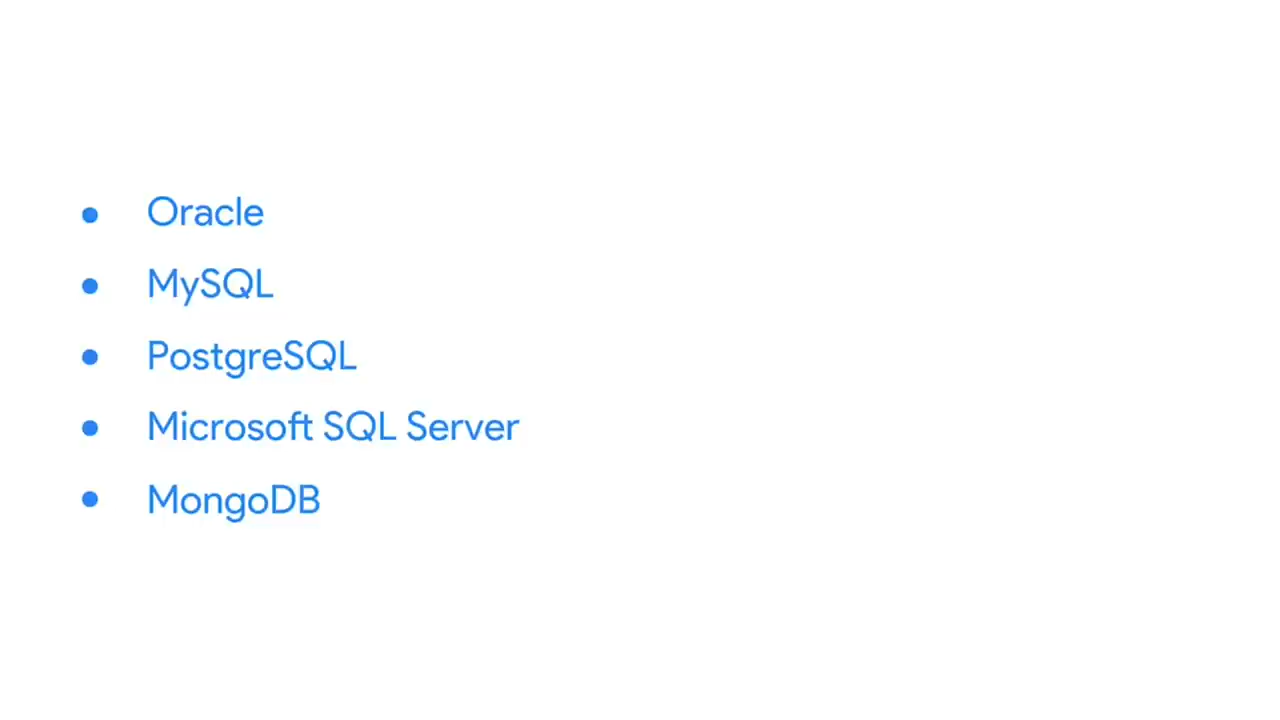 • Oracle
• MySQL
• PostgreSQL
• Microsoft SQL Server
• MongoDB